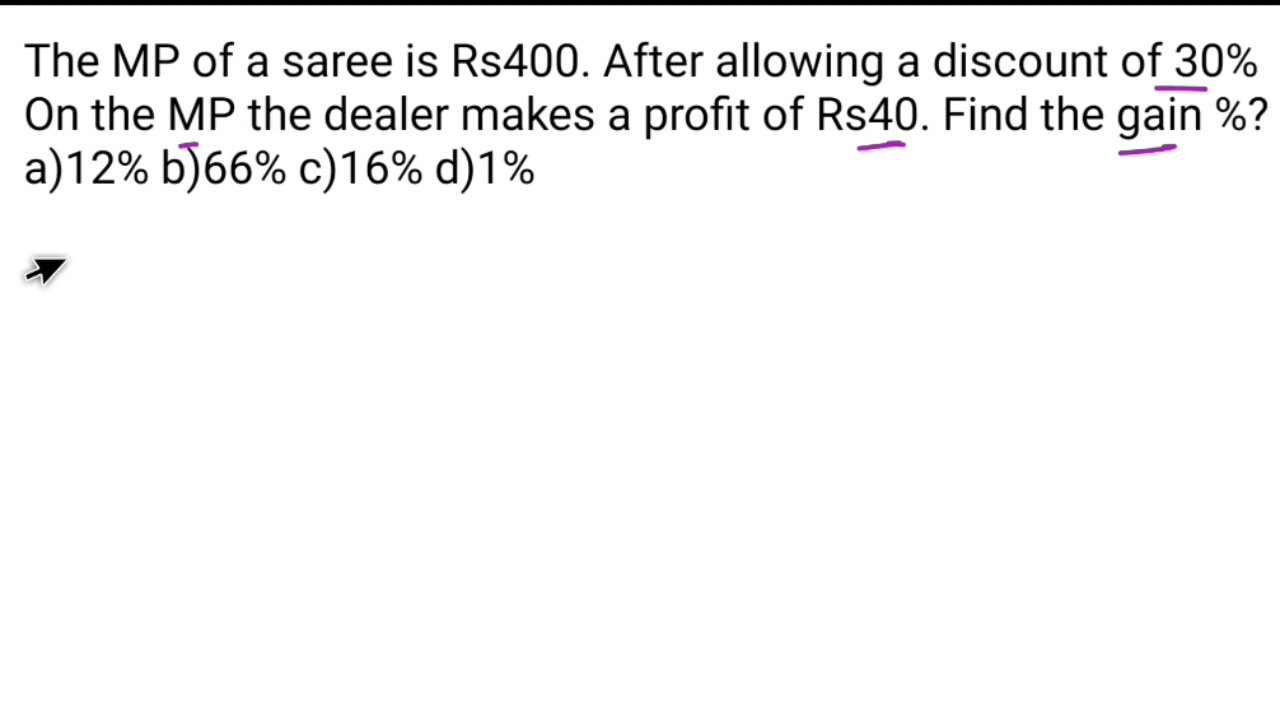 The MP of a saree is Rs400. After allowing a discount of 30%
On the MP the dealer makes a profit of Rs40. Find the gain %?
a)12% b)66% c)16% d)1%